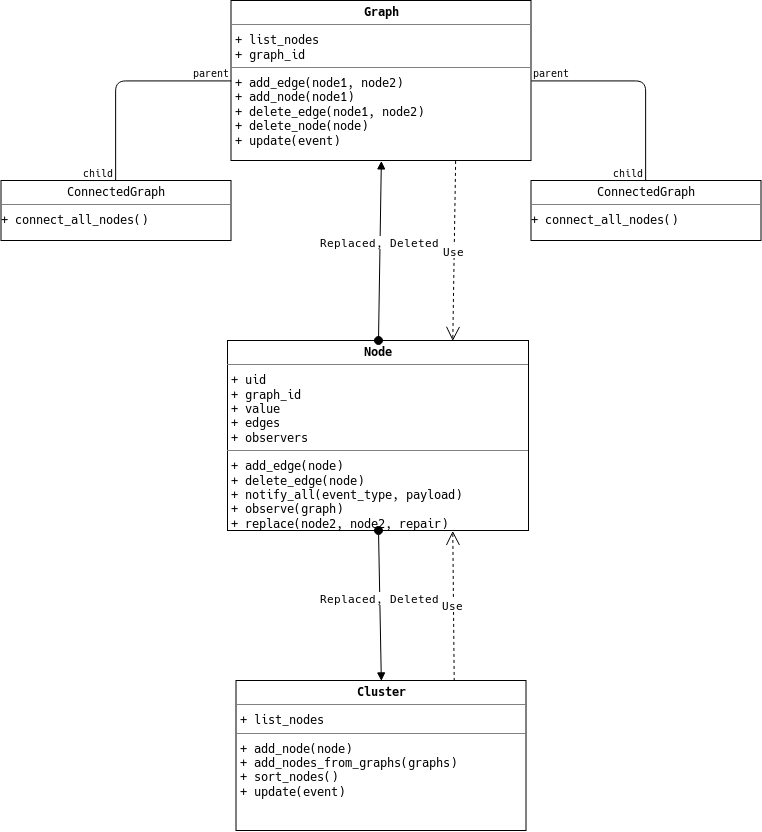 Graph
+ list_nodes
+ graph_id
parent
parent
+ add_edge(node1, node2)
+ add_node(node1)
+ delete_edge(node1, node2)
+ delete_node(node)
+ update(event)
child
child
ConnectedGraph
+ connect_all_nodes()
ConnectedGraph
+ connect_all_nodes()
Replaced, Deleted
Use
Node
+ uid
+ graph_id
+ value
+ edges
+ observers
+ add_edge(node)
+ delete_edge(node)
+ notify_all(event_type, payload)
+ observe(graph)
+ replace(node2, node2, repair)
Replaced, Deleted
Use
Cluster
+ list_nodes
+ add_node(node)
+ add_nodes_from_graphs(graphs)
+ sort_nodes()
+ update(event)